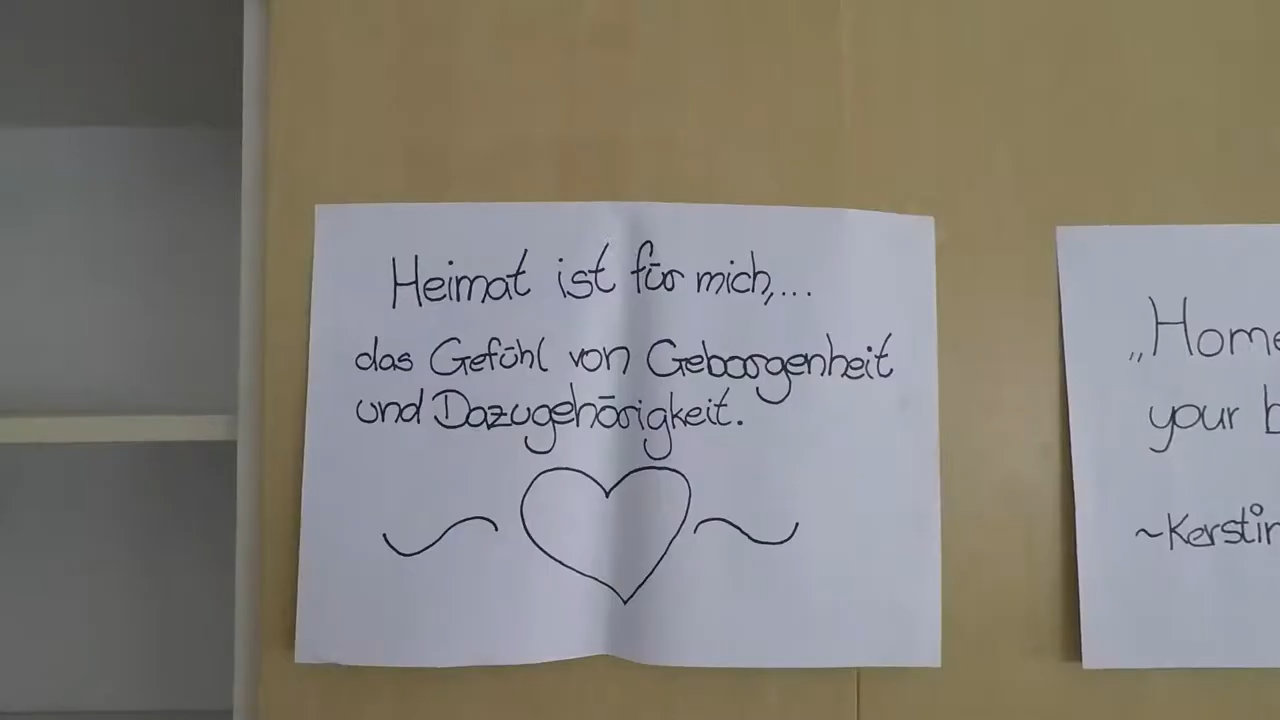 Heimat ist für mich,...
das Gefühl von Geborgenheit
und Dazugehörigkeit.
„Home
your
~Kerstin